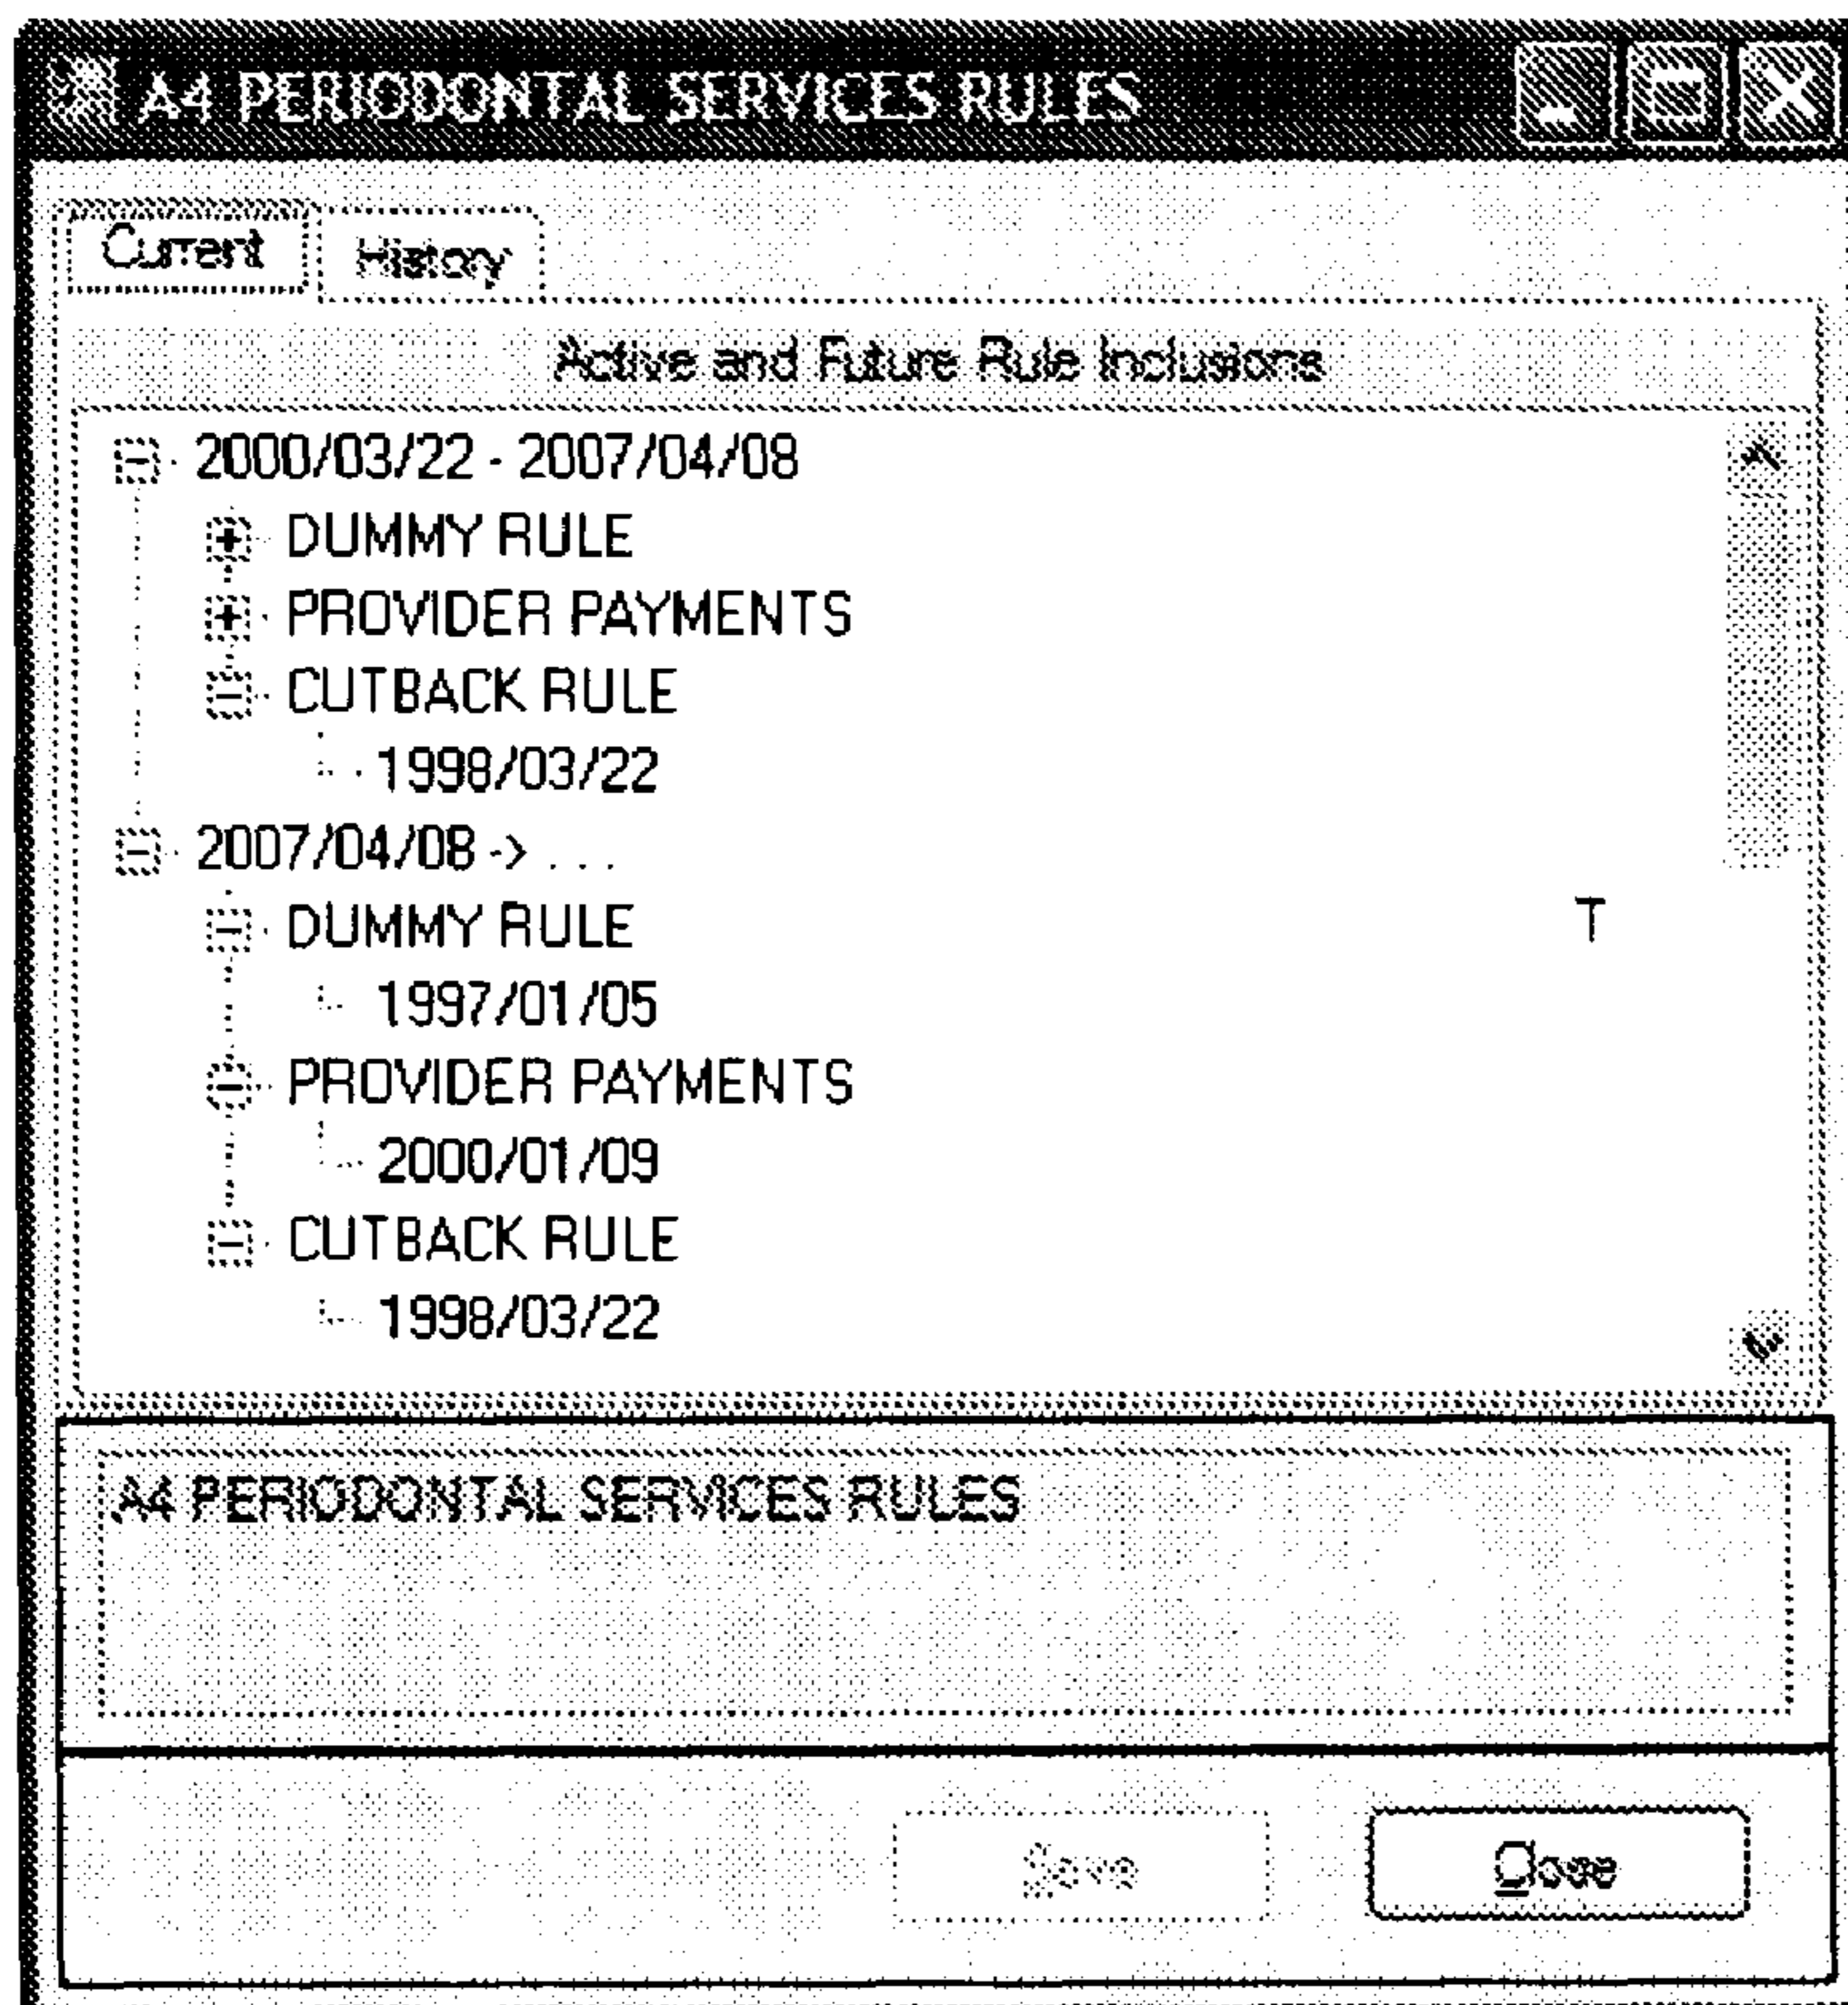 A4 PERIODONTAL SERVICES RULES
Current History
Active and Future Rule Inclusions
2000/03/22 - 2007/04/08
DUMMY RULE
PROVIDER PAYMENTS
CUTBACK RULE
1998/03/22
2007/04/08 -> . . .
DUMMY RULE
1997/01/05
PROVIDER PAYMENTS
2000/01/09
CUTBACK RULE
1998/03/22
A4 PERIODONTAL SERVICES RULES
Save Close